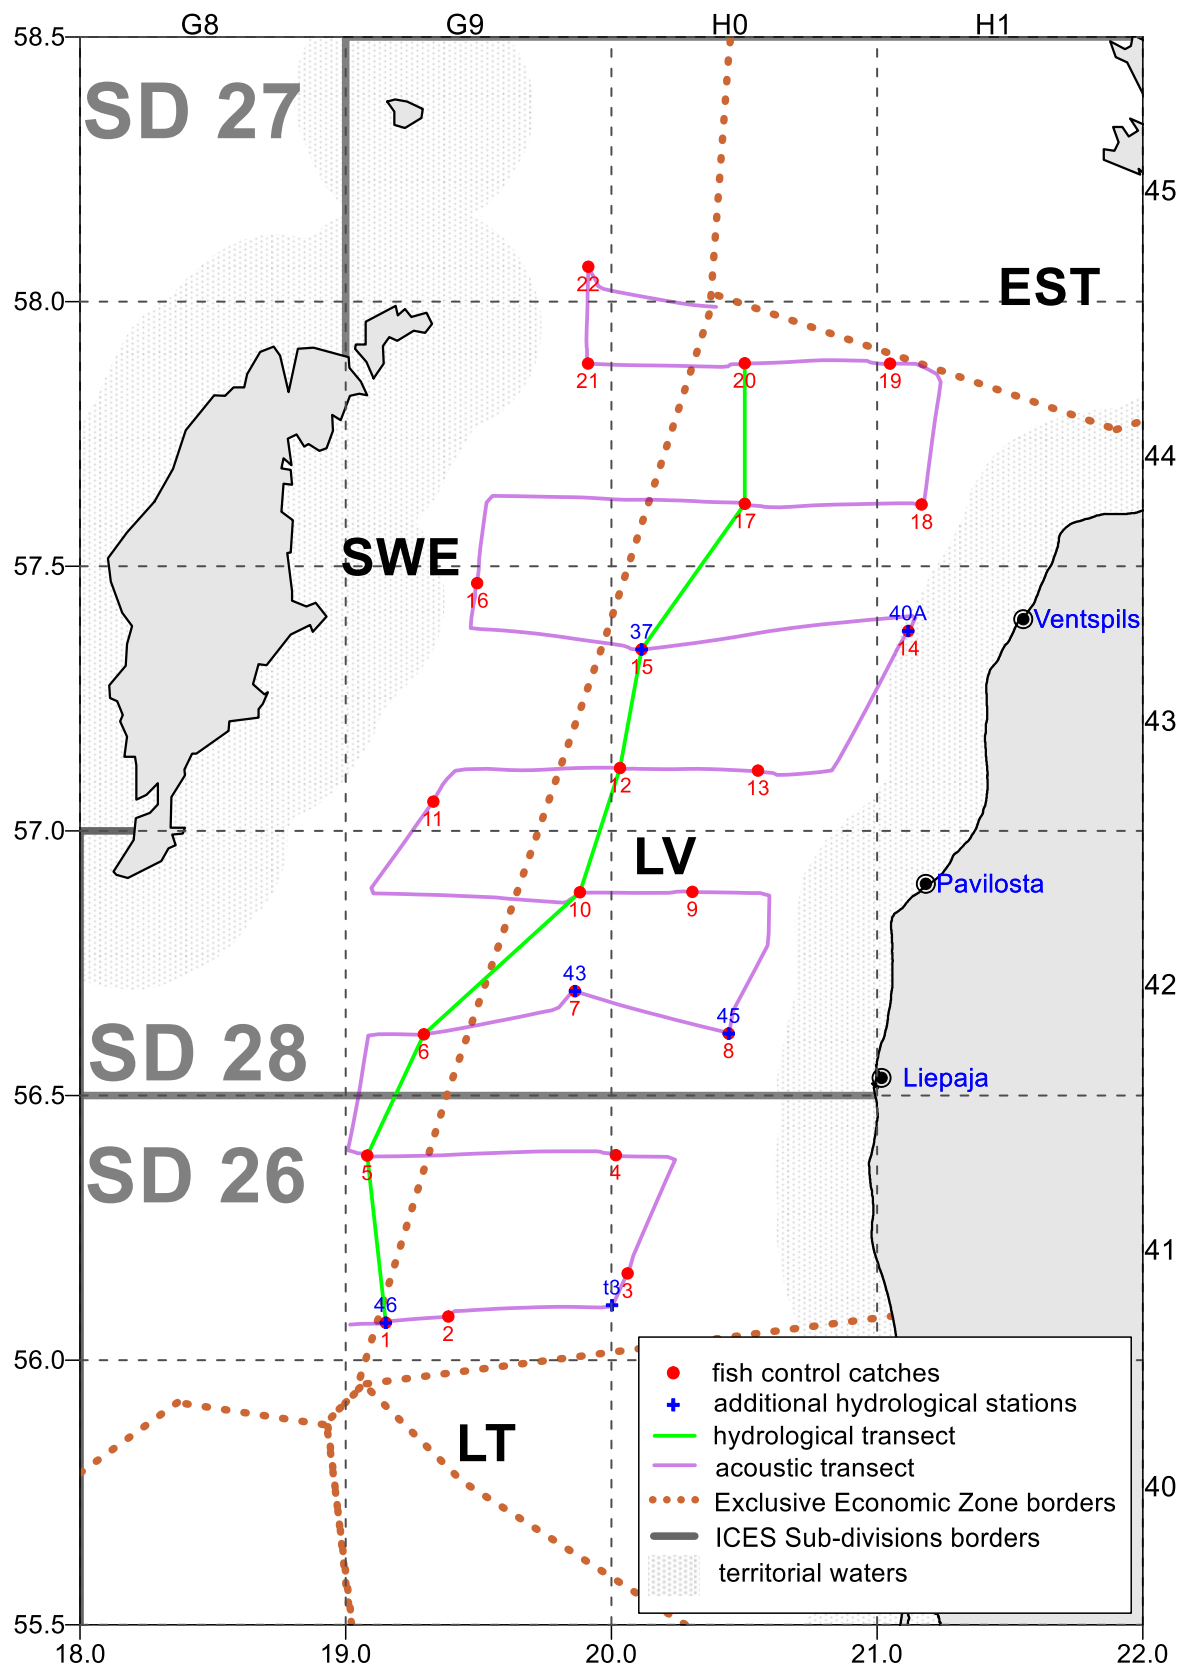 G8 G9 H0 H1
58.5
SD 27
45
22
EST
58.0
21 20 19
44
17 18
SWE
57.5
16
37
40A
Ventspils
15 14
43
12 13
11
57.0
LV
Pavilosta
10 9
43
42
7
45
6 8
SD 28
Liepaja
56.5
SD 26
5 4
41
t3 3
46
1 2
56.0
fish control catches
additional hydrological stations
LT
hydrological transect
acoustic transect
40
Exclusive Economic Zone borders
ICES Sub-divisions borders
territorial waters
55.5
18.0 19.0 20.0 21.0 22.0